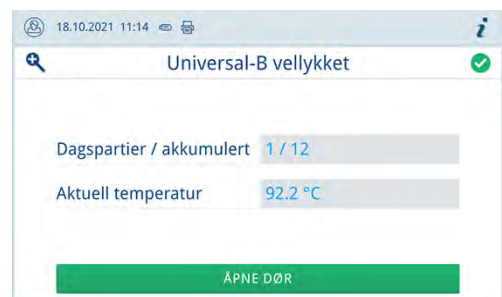 18.10.2021 11:14
i
Universal-B vellykket
Dagspartier / akkumulert 1 / 12
Aktuell temperatur 92.2 °C
ÅPNE DØR